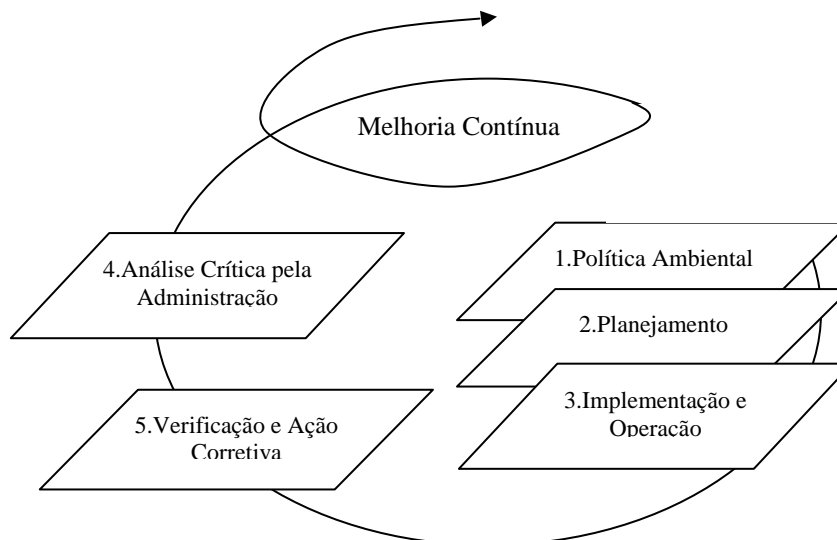 Melhoria Contínua
4.Análise Crítica pela
Administração
1.Política Ambiental
2.Planejamento
3.Implementação e
Operação
5.Verificação e Ação
Corretiva